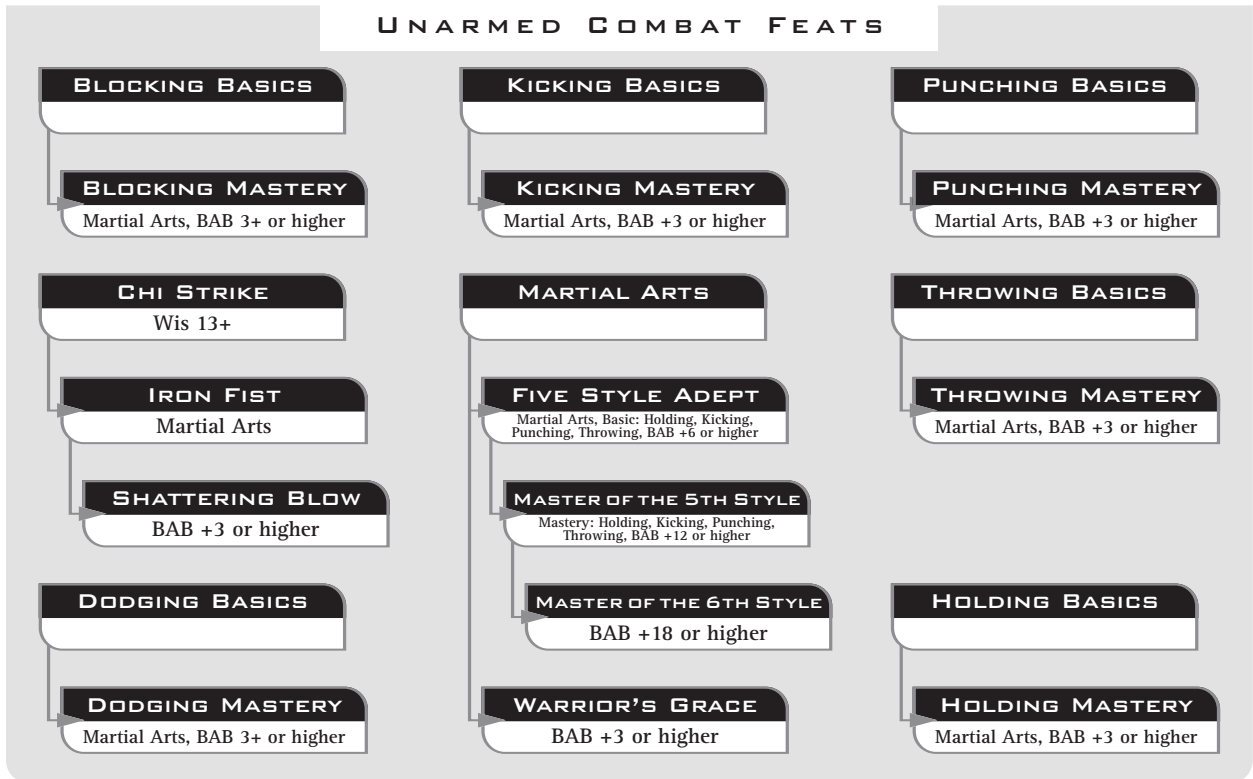 UNARMED COMBAT FEATS
BLOCKING BASICS
BLOCKING MASTERY
Martial Arts, BAB 3+ or higher
CHI STRIKE
Wis 13+
IRON FIST
Martial Arts
SHATTERING BLOW
BAB +3 or higher
DODGING BASICS
DODGING MASTERY
Martial Arts, BAB 3+ or higher
KICKING BASICS
KICKING MASTERY
Martial Arts, BAB +3 or higher
MARTIAL ARTS
FIVE STYLE ADEPT
Martial Arts, Basic: Holding, Kicking,
Punching, Throwing, BAB +6 or higher
MASTER OF THE 5TH STYLE
Mastery: Holding, Kicking, Punching,
Throwing, BAB +12 or higher
MASTER OF THE 6TH STYLE
BAB +18 or higher
WARRIOR'S GRACE
BAB +3 or higher
PUNCHING BASICS
PUNCHING MASTERY
Martial Arts, BAB +3 or higher
THROWING BASICS
THROWING MASTERY
Martial Arts, BAB +3 or higher
HOLDING BASICS
HOLDING MASTERY
Martial Arts, BAB +3 or higher